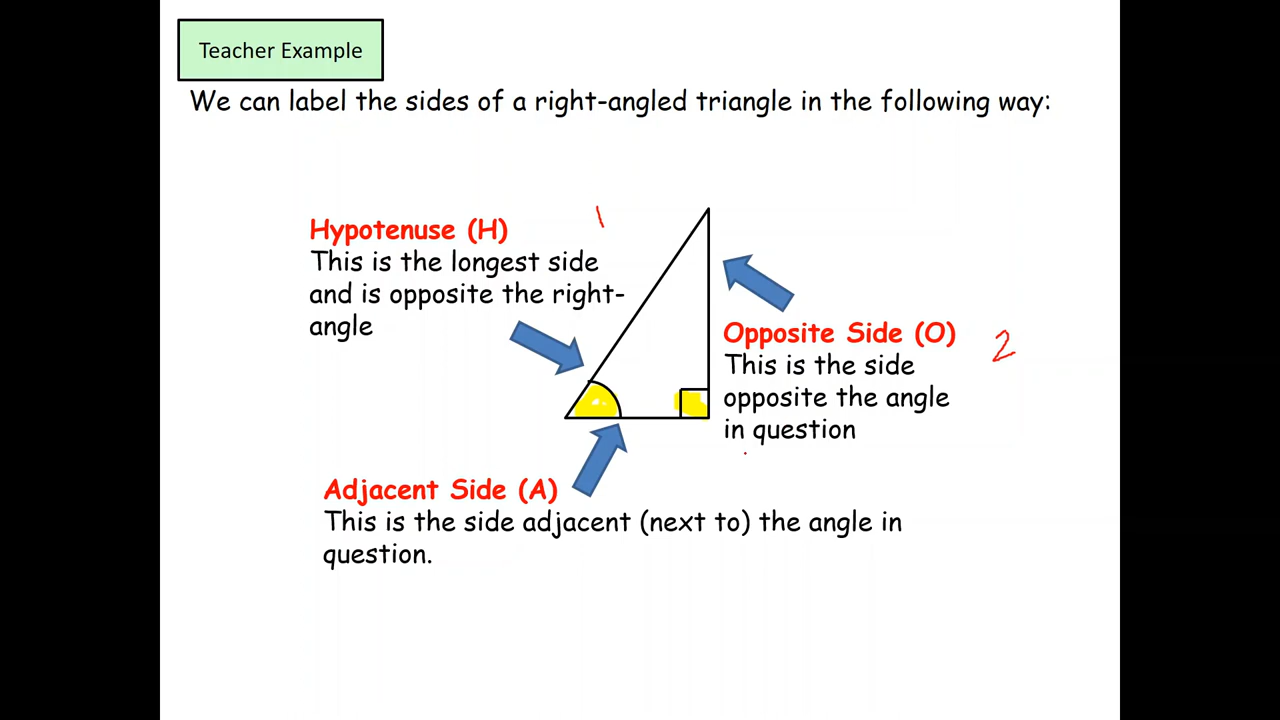 Teacher Example
We can label the sides of a right-angled triangle in the following way:
Hypotenuse (H)
1
This is the longest side
and is opposite the right-
angle
Opposite Side (O)
2
This is the side
opposite the angle
in question
Adjacent Side (A)
This is the side adjacent (next to) the angle in
question.